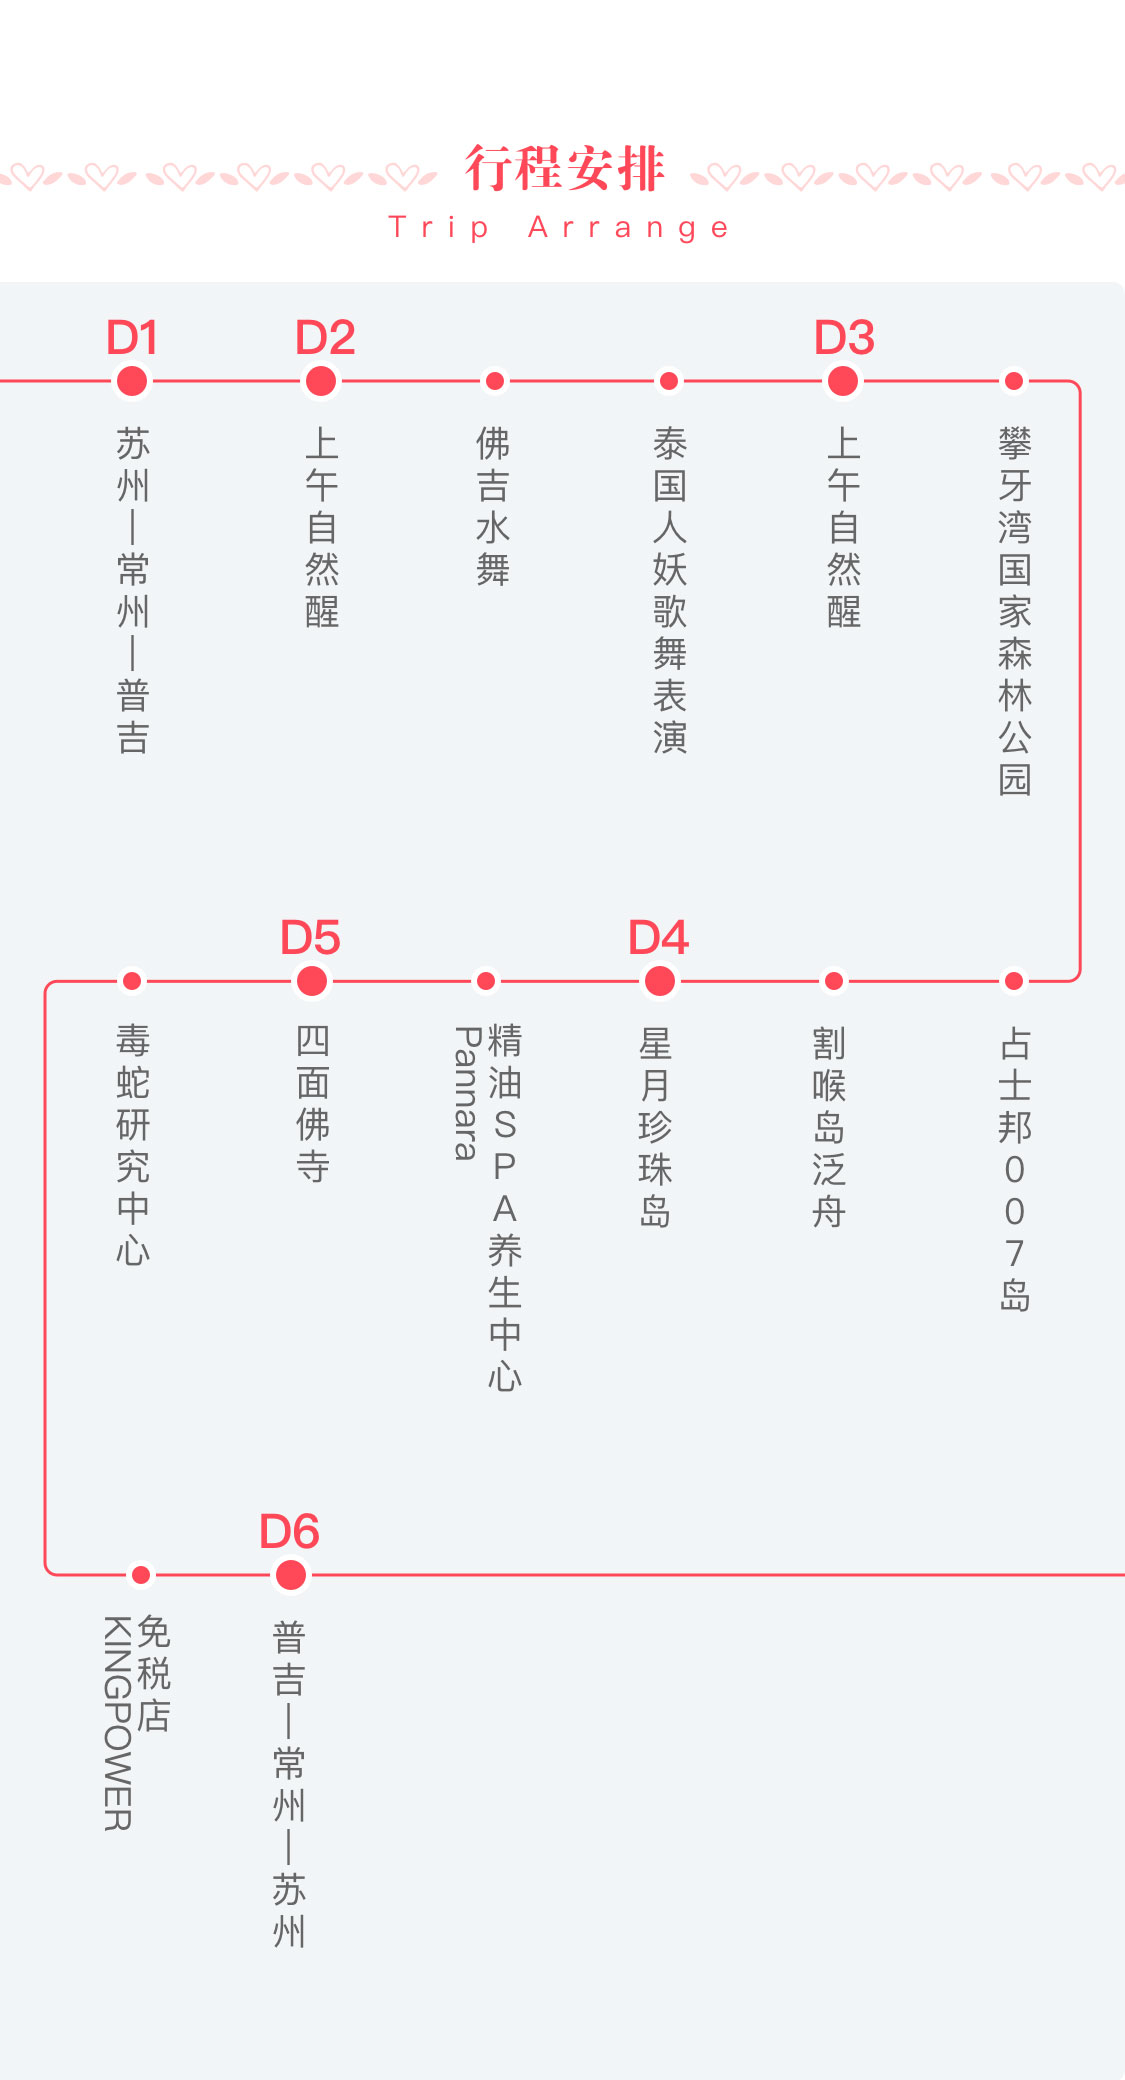 行程安排
Trip Arrange
D1
苏州—常州—普吉
D2
上午自然醒
佛吉水舞
泰国人妖歌舞表演
D3
上午自然醒
攀牙湾国家森林公园
占士邦007岛
割喉岛泛舟
D4
星月珍珠岛
精油SPA养生中心
Pannara
D5
四面佛寺
毒蛇研究中心
免税店
KINGPOWER
D6
普吉—常州—苏州